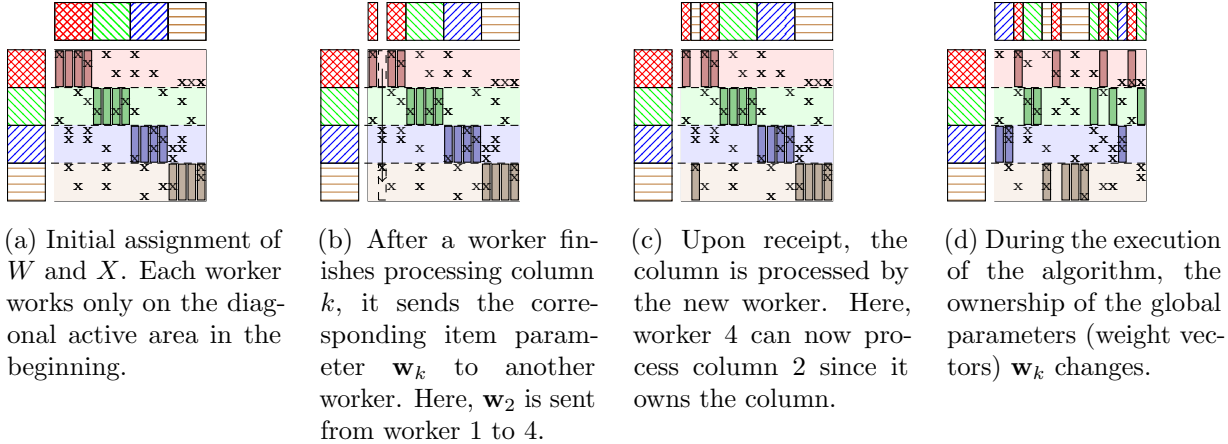 (a) Initial assignment of
W and X. Each worker
works only on the diag-
onal active area in the
beginning.
(b) After a worker fin-
ishes processing column
k, it sends the corre-
sponding item param-
eter w_k to another
worker. Here, w_2 is sent
from worker 1 to 4.
(c) Upon receipt, the
column is processed by
the new worker. Here,
worker 4 can now pro-
cess column 2 since it
owns the column.
(d) During the execution
of the algorithm, the
ownership of the global
parameters (weight vec-
tors) w_k changes.